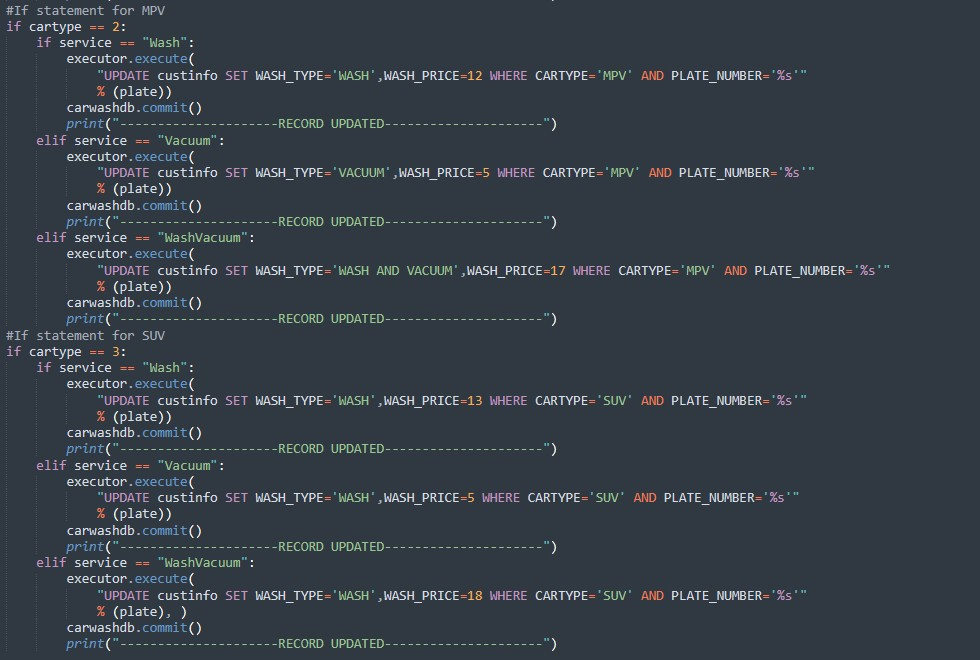 #If statement for MPV
if cartype == 2:
    if service == "Wash":
        executor.execute(
            "UPDATE custinfo SET WASH_TYPE='WASH',WASH_PRICE=12 WHERE CARTYPE='MPV' AND PLATE_NUMBER='%s'"
            % (plate))
        carwashdb.commit()
        print("---------------------RECORD UPDATED---------------------")
    elif service == "Vacuum":
        executor.execute(
            "UPDATE custinfo SET WASH_TYPE='VACUUM',WASH_PRICE=5 WHERE CARTYPE='MPV' AND PLATE_NUMBER='%s'"
            % (plate))
        carwashdb.commit()
        print("---------------------RECORD UPDATED---------------------")
    elif service == "WashVacuum":
        executor.execute(
            "UPDATE custinfo SET WASH_TYPE='WASH AND VACUUM',WASH_PRICE=17 WHERE CARTYPE='MPV' AND PLATE_NUMBER='%s'"
            % (plate))
        carwashdb.commit()
        print("---------------------RECORD UPDATED---------------------")
#If statement for SUV
if cartype == 3:
    if service == "Wash":
        executor.execute(
            "UPDATE custinfo SET WASH_TYPE='WASH',WASH_PRICE=13 WHERE CARTYPE='SUV' AND PLATE_NUMBER='%s'"
            % (plate))
        carwashdb.commit()
        print("---------------------RECORD UPDATED---------------------")
    elif service == "Vacuum":
        executor.execute(
            "UPDATE custinfo SET WASH_TYPE='WASH',WASH_PRICE=5 WHERE CARTYPE='SUV' AND PLATE_NUMBER='%s'"
            % (plate))
        carwashdb.commit()
        print("---------------------RECORD UPDATED---------------------")
    elif service == "WashVacuum":
        executor.execute(
            "UPDATE custinfo SET WASH_TYPE='WASH',WASH_PRICE=18 WHERE CARTYPE='SUV' AND PLATE_NUMBER='%s'"
            % (plate), )
        carwashdb.commit()
        print("---------------------RECORD UPDATED---------------------")